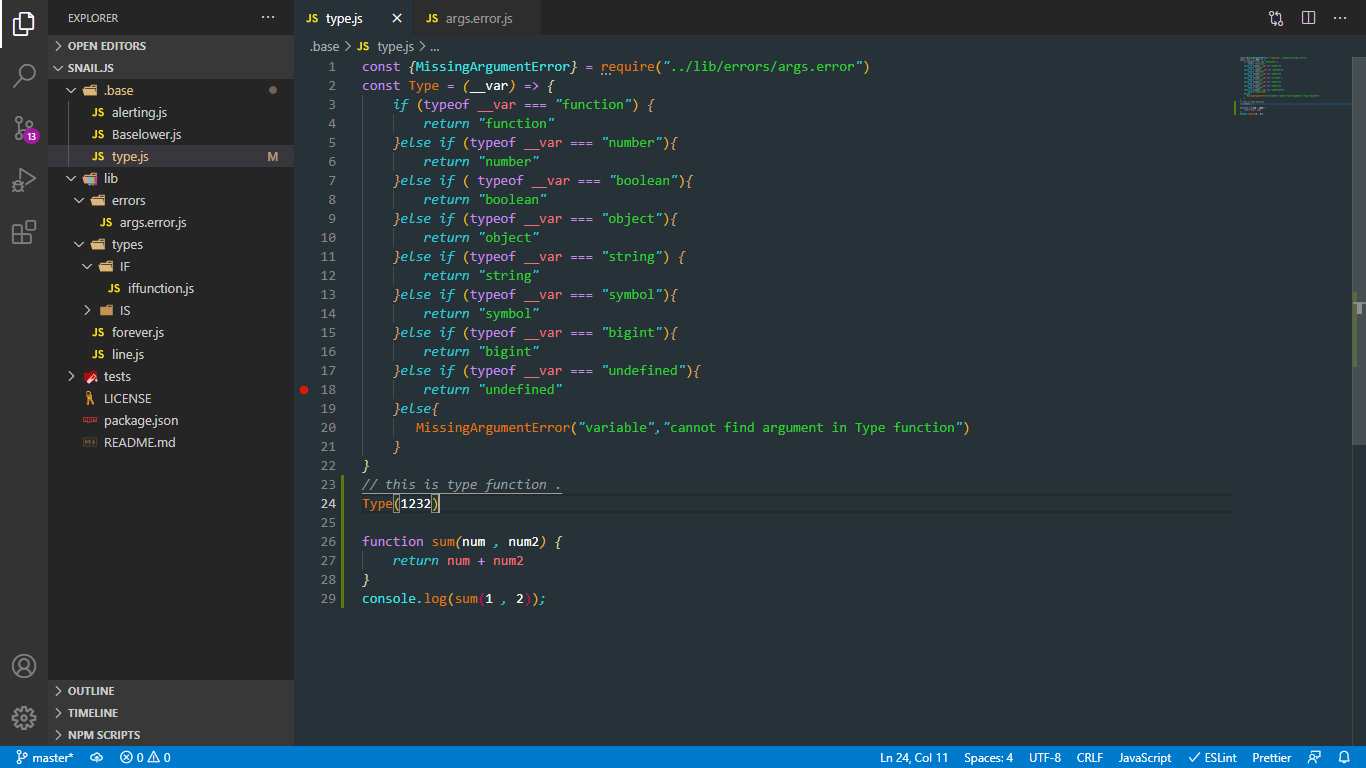 EXPLORER
OPEN EDITORS
SNAIL.JS
.base
JS alerting.js
JS Baselower.js
JS type.js M
lib
errors
JS args.error.js
types
IF
JS iffunction.js
IS
JS forever.js
JS line.js
tests
LICENSE
package.json
README.md
OUTLINE
TIMELINE
NPM SCRIPTS
13
JS type.js JS args.error.js
.base > JS type.js > ...
1 const {MissingArgumentError} = require("../lib/errors/args.error")
2 const Type = (__var) => {
3 if (typeof __var === "function") {
4 return "function"
5 }else if (typeof __var === "number"){
6 return "number"
7 }else if ( typeof __var === "boolean"){
8 return "boolean"
9 }else if (typeof __var === "object"){
10 return "object"
11 }else if (typeof __var === "string") {
12 return "string"
13 }else if (typeof __var === "symbol"){
14 return "symbol"
15 }else if (typeof __var === "bigint"){
16 return "bigint"
17 }else if (typeof __var === "undefined"){
18 return "undefined"
19 }else{
20 MissingArgumentError("variable","cannot find argument in Type function")
21 }
22 }
23 // this is type function .
24 Type(1232)
25
26 function sum(num , num2) {
27 return num + num2
28 }
29 console.log(sum(1 , 2));
master* 0 0 Ln 24, Col 11 Spaces: 4 UTF-8 CRLF JavaScript ESLint Prettier